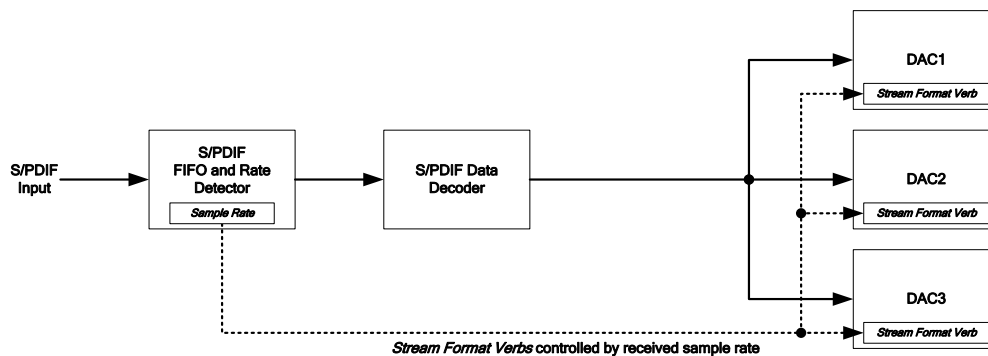 S/PDIF
Input
S/PDIF
FIFO and Rate
Detector
Sample Rate
S/PDIF Data
Decoder
DAC1
Stream Format Verb
DAC2
Stream Format Verb
DAC3
Stream Format Verb
Stream Format Verbs controlled by received sample rate